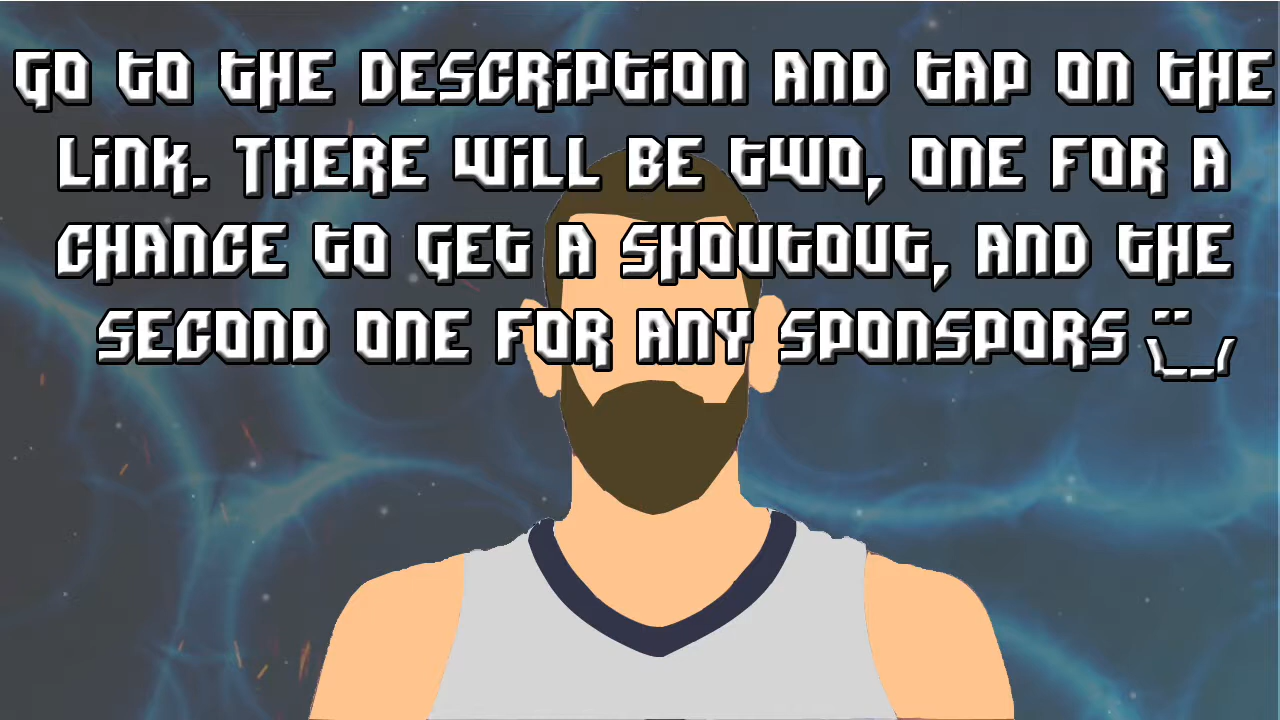 GO tO tHE DESCRiPtiON AND tAP ON tHE
LiNK. THERE WiLL BE tWO, ONE FOR A
CHANCE tO GEt A SHOUtOUt, AND tHE
SECOND ONE FOR ANY SPONSPORS ¨\__/